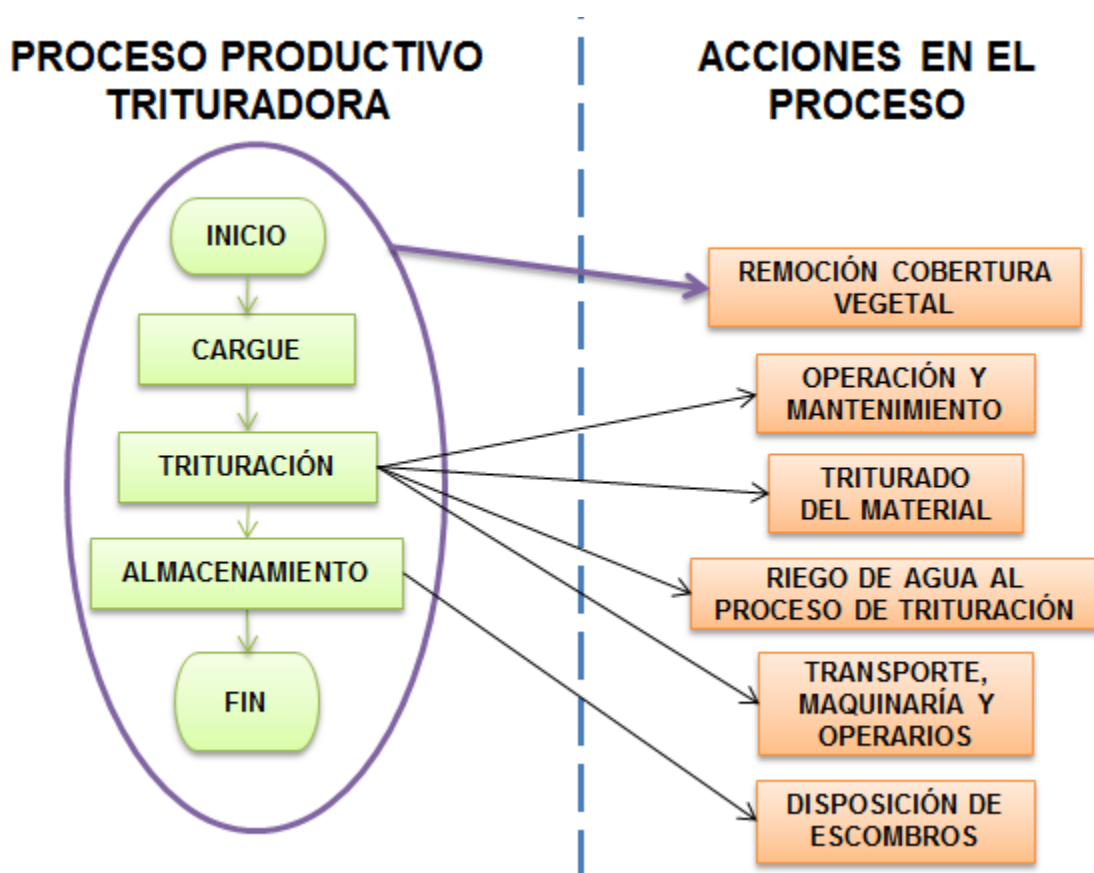 PROCESO PRODUCTIVO
TRITURADORA
INICIO
CARGUE
TRITURACIÓN
ALMACENAMIENTO
FIN
ACCIONES EN EL
PROCESO
REMOCIÓN COBERTURA
VEGETAL
OPERACIÓN Y
MANTENIMIENTO
TRITURADO
DEL MATERIAL
RIEGO DE AGUA AL
PROCESO DE TRITURACIÓN
TRANSPORTE,
MAQUINARÍA Y
OPERARIOS
DISPOSICIÓN DE
ESCOMBROS